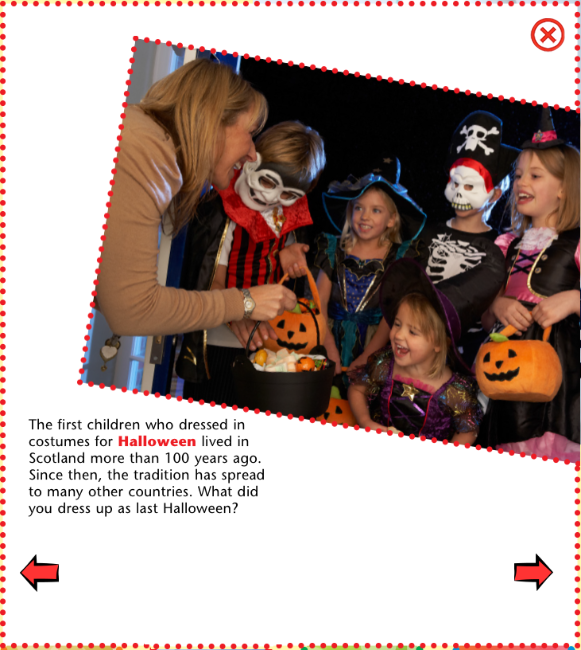 The first children who dressed in
costumes for Halloween lived in
Scotland more than 100 years ago.
Since then, the tradition has spread
to many other countries. What did
you dress up as last Halloween?